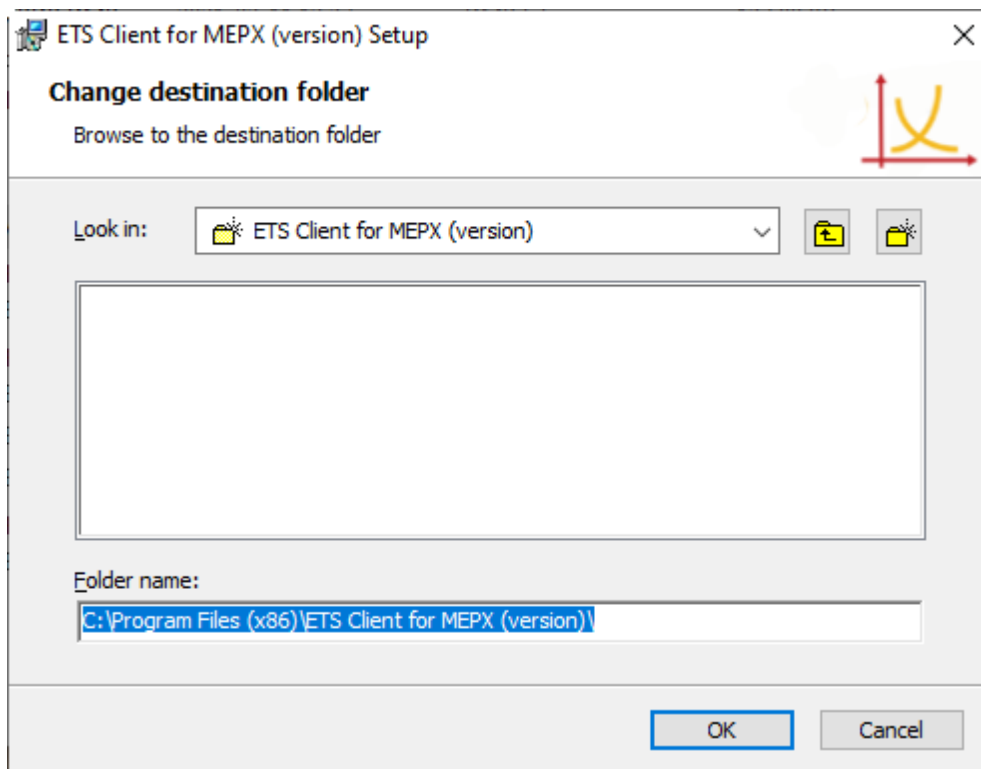 ETS Client for MEPX (version) Setup
Change destination folder
Browse to the destination folder
Look in:
ETS Client for MEPX (version)
Folder name:
C:\Program Files (x86)\ETS Client for MEPX (version)\
OK
Cancel